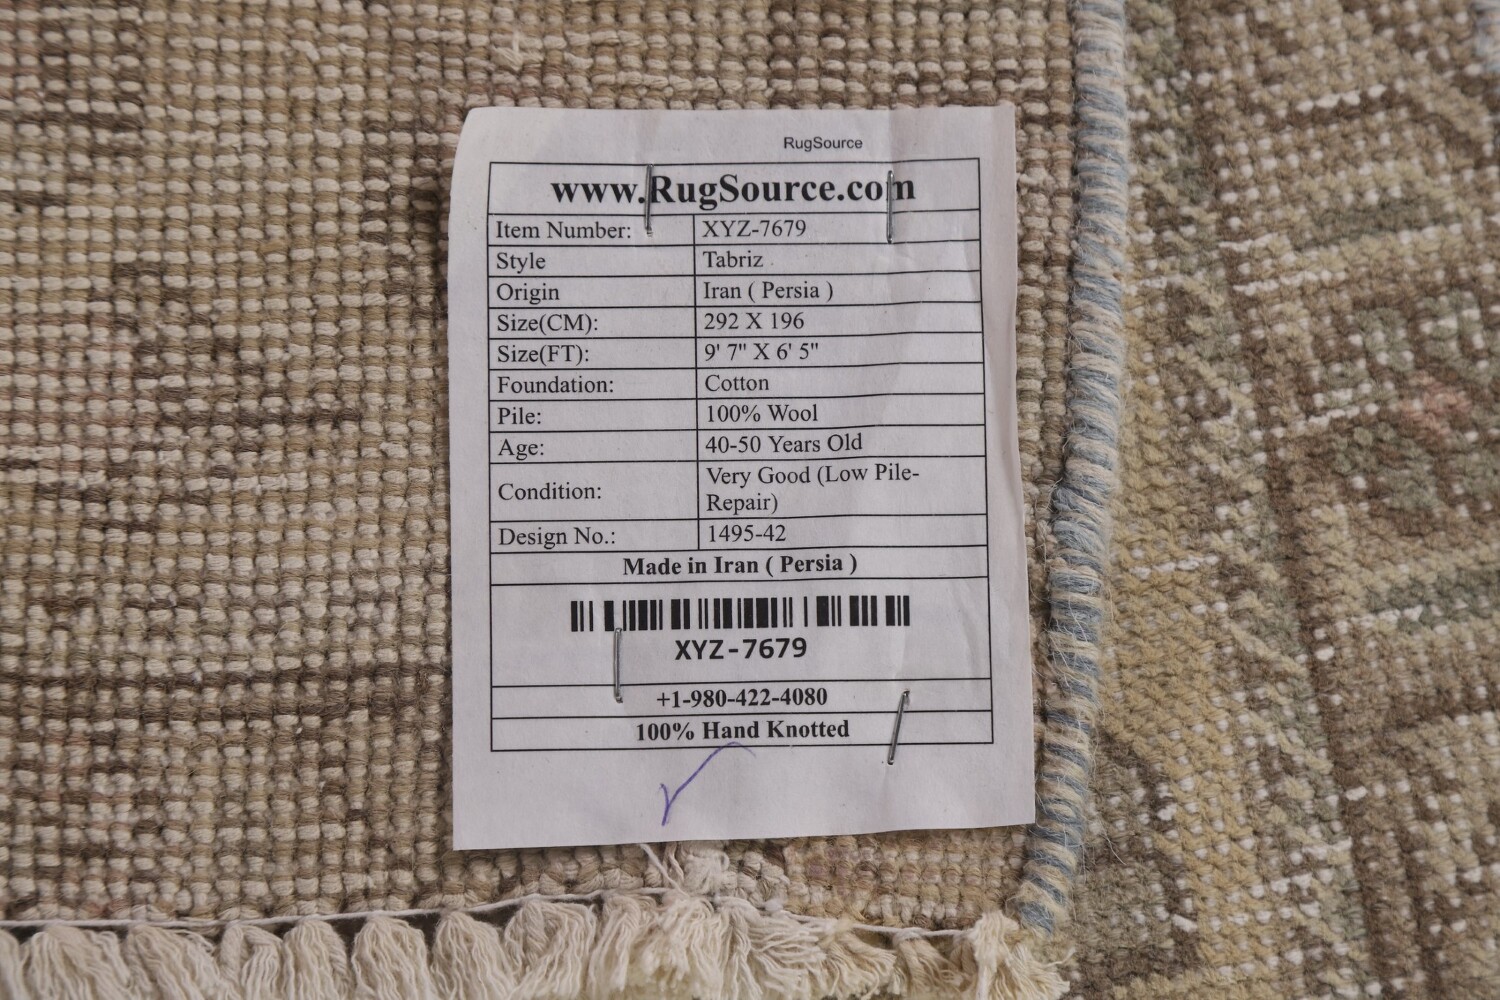 RugSource
www.RugSource.com
Item Number: XYZ-7679
Style Tabriz
Origin Iran ( Persia )
Size(CM): 292 X 196
Size(FT): 9' 7" X 6' 5"
Foundation: Cotton
Pile: 100% Wool
Age: 40-50 Years Old
Condition: Very Good (Low Pile-
Repair)
Design No.: 1495-42
Made in Iran ( Persia )
XYZ-7679
+1-980-422-4080
100% Hand Knotted